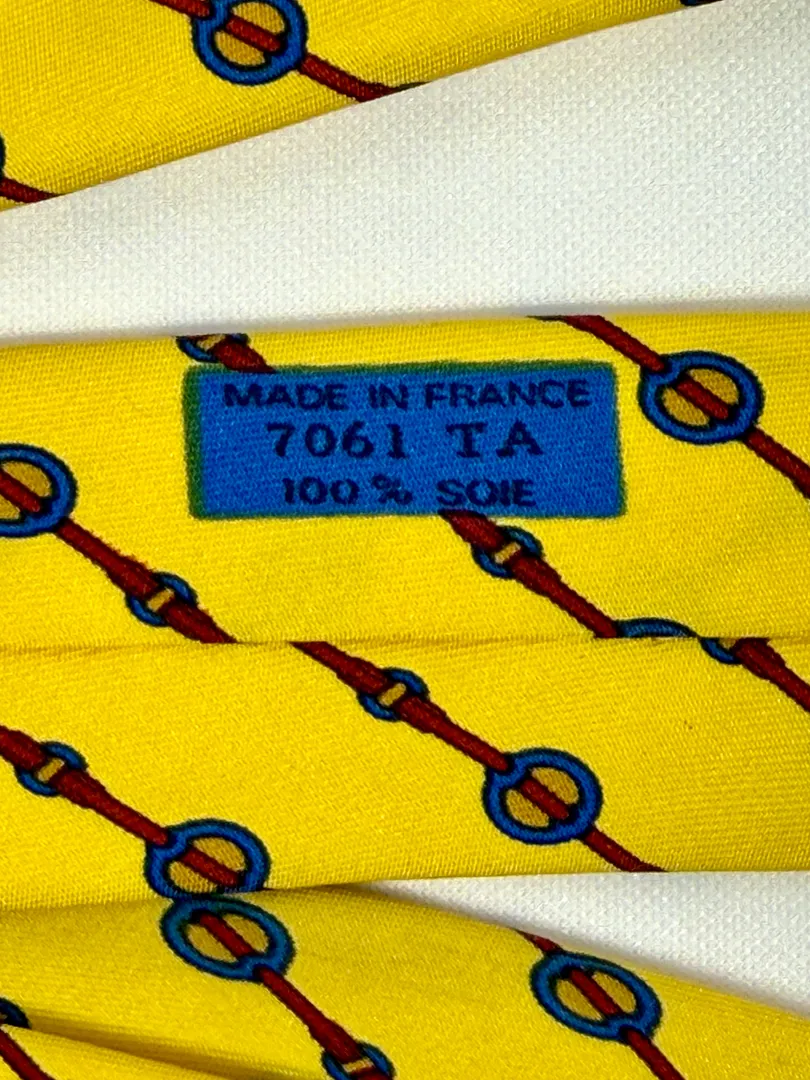 MADE IN FRANCE
7061 TA
100% SOIE